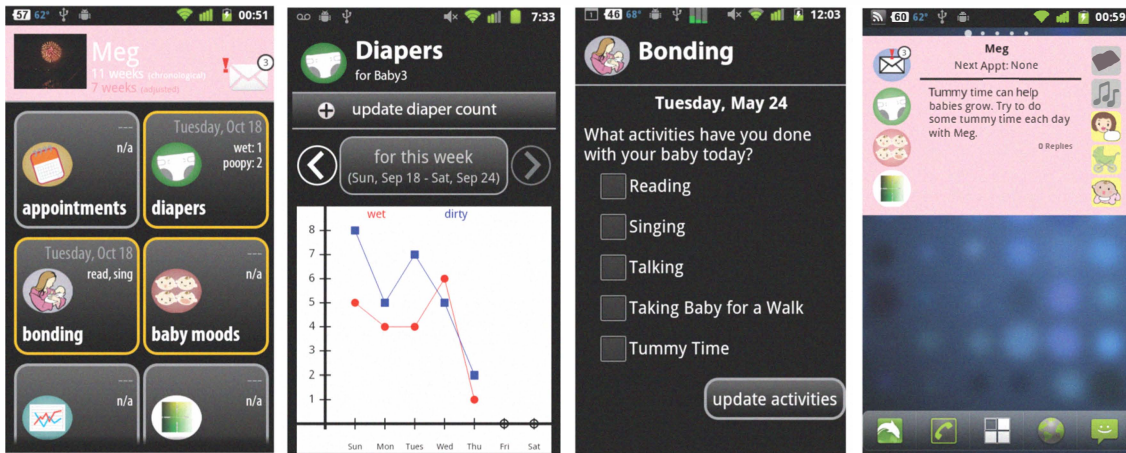 57 62° 00:51
Meg
11 weeks (chronological)
7 weeks (adjusted)
3
---
n/a
appointments
Tuesday, Oct 18
wet: 1
poopy: 2
diapers
Tuesday, Oct 18
read, sing
bonding
---
n/a
baby moods
---
n/a
---
n/a
7:33
Diapers
for Baby3
update diaper count
for this week
(Sun, Sep 18 - Sat, Sep 24)
wet dirty
8
7
6
5
4
3
2
1
Sun Mon Tues Wed Thu Fri Sat
1 46 68° 12:03
Bonding
Tuesday, May 24
What activities have you done
with your baby today?
Reading
Singing
Talking
Taking Baby for a Walk
Tummy Time
update activities
60 62° 00:59
3
Meg
Next Appt: None
Tummy time can help
babies grow. Try to do
some tummy time each day
with Meg.
0 Replies